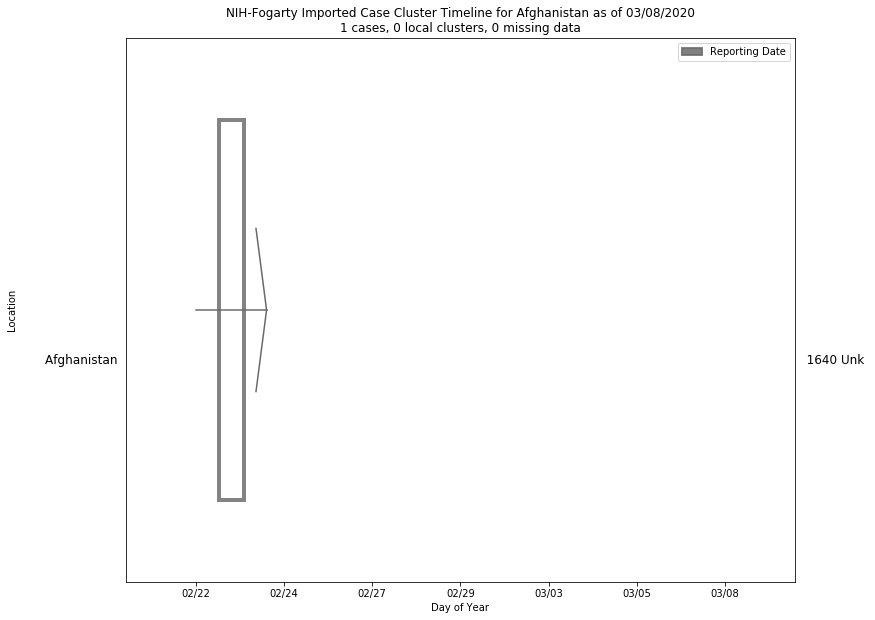 NIH-Fogarty Imported Case Cluster Timeline for Afghanistan as of 03/08/2020
1 cases, 0 local clusters, 0 missing data
Reporting Date
Location
Afghanistan
1640 Unk
02/22 02/24 02/27 02/29 03/03 03/05 03/08
Day of Year